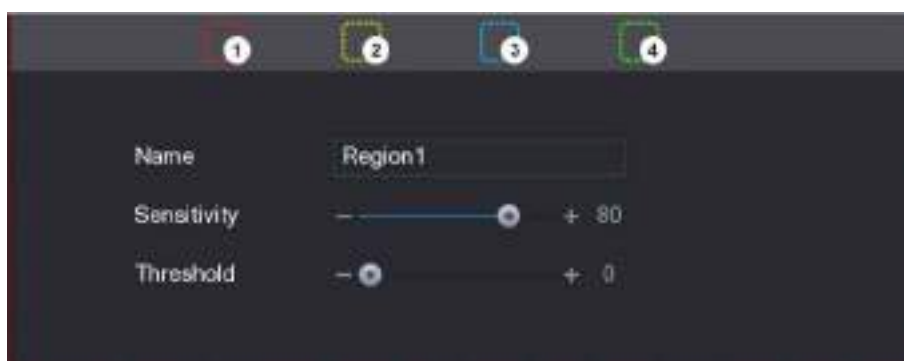 1 2 3 4
Name Region1
Sensitivity − + 80
Threshold − + 0